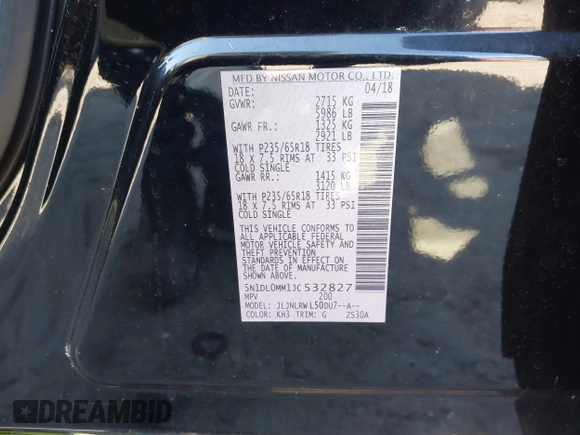 MFD BY NISSAN MOTOR CO., LTD.
DATE: 04/18
GVWR: 2715 KG
5986 LB
GAWR FR.: 1325 KG
2921 LB
WITH P235/65R18 TIRES
18 X 7.5 RIMS AT 33 PSI
COLD SINGLE
GAWR RR.: 1415 KG
3120 LB
WITH P235/65R18 TIRES
18 X 7.5 RIMS AT 33 PSI
COLD SINGLE
THIS VEHICLE CONFORMS TO
ALL APPLICABLE FEDERAL
MOTOR VEHICLE SAFETY AND
THEFT PREVENTION
STANDARDS IN EFFECT ON
THE DATE OF MANUFACTURE
SHOWN ABOVE.
5N1DL0MM1JC532827
MPV Z00
MODEL: JLJNLRWL50DU7--A--
COLOR: KH3 TRIM: G ZS30A
DREAMBID